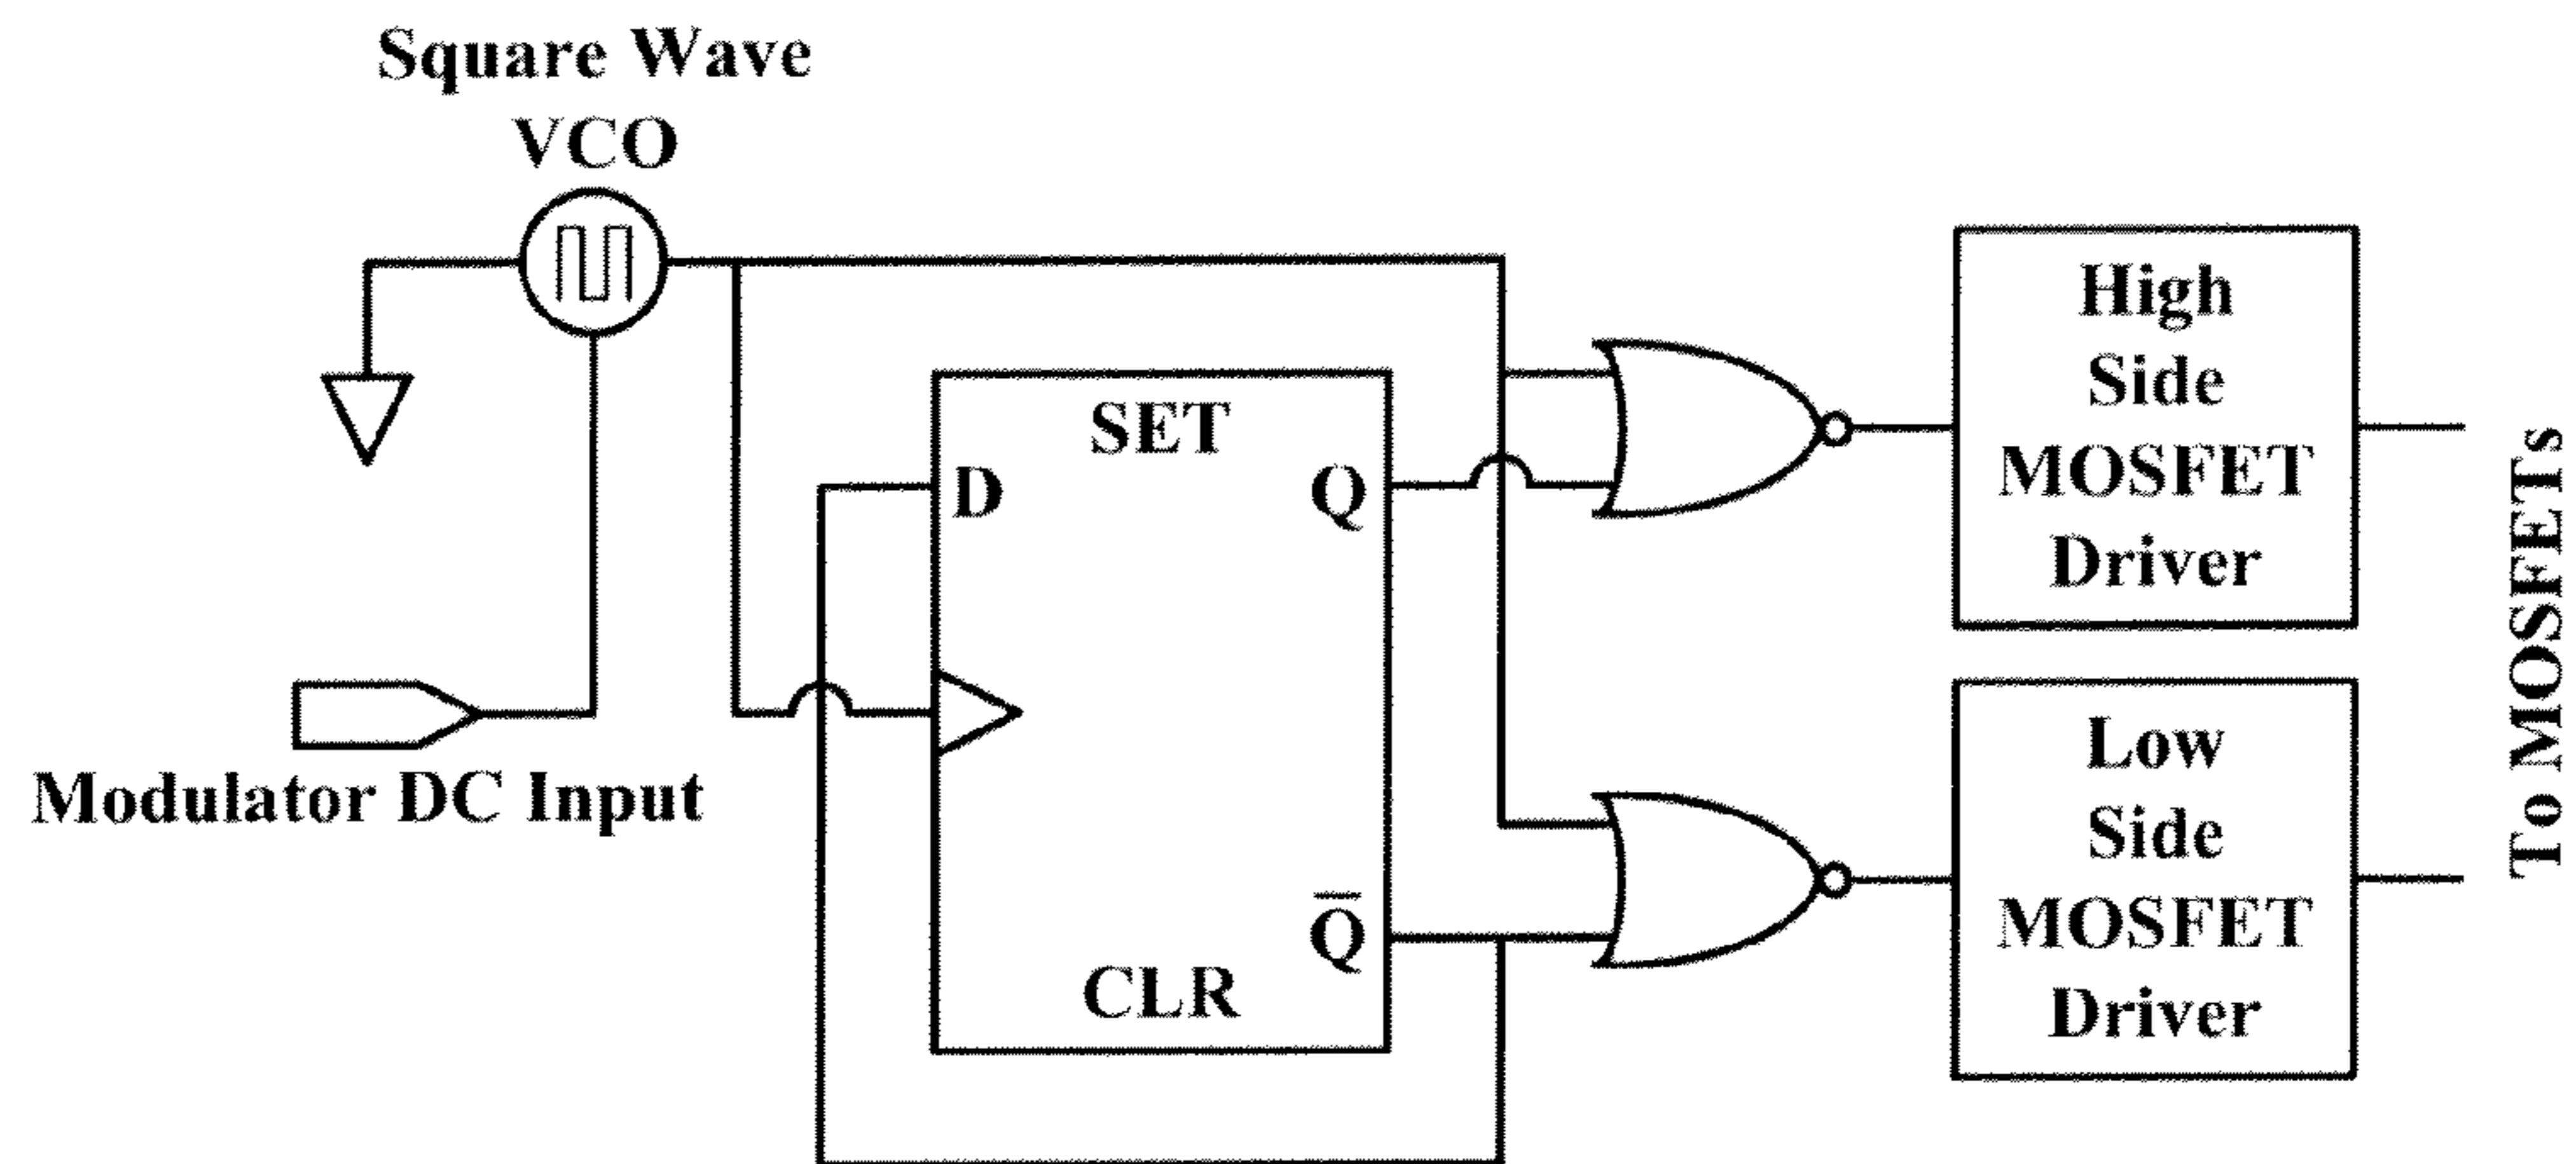 Square Wave
VCO
Modulator DC Input
SET
D
Q
Q̅
CLR
High
Side
MOSFET
Driver
Low
Side
MOSFET
Driver
To MOSFETs